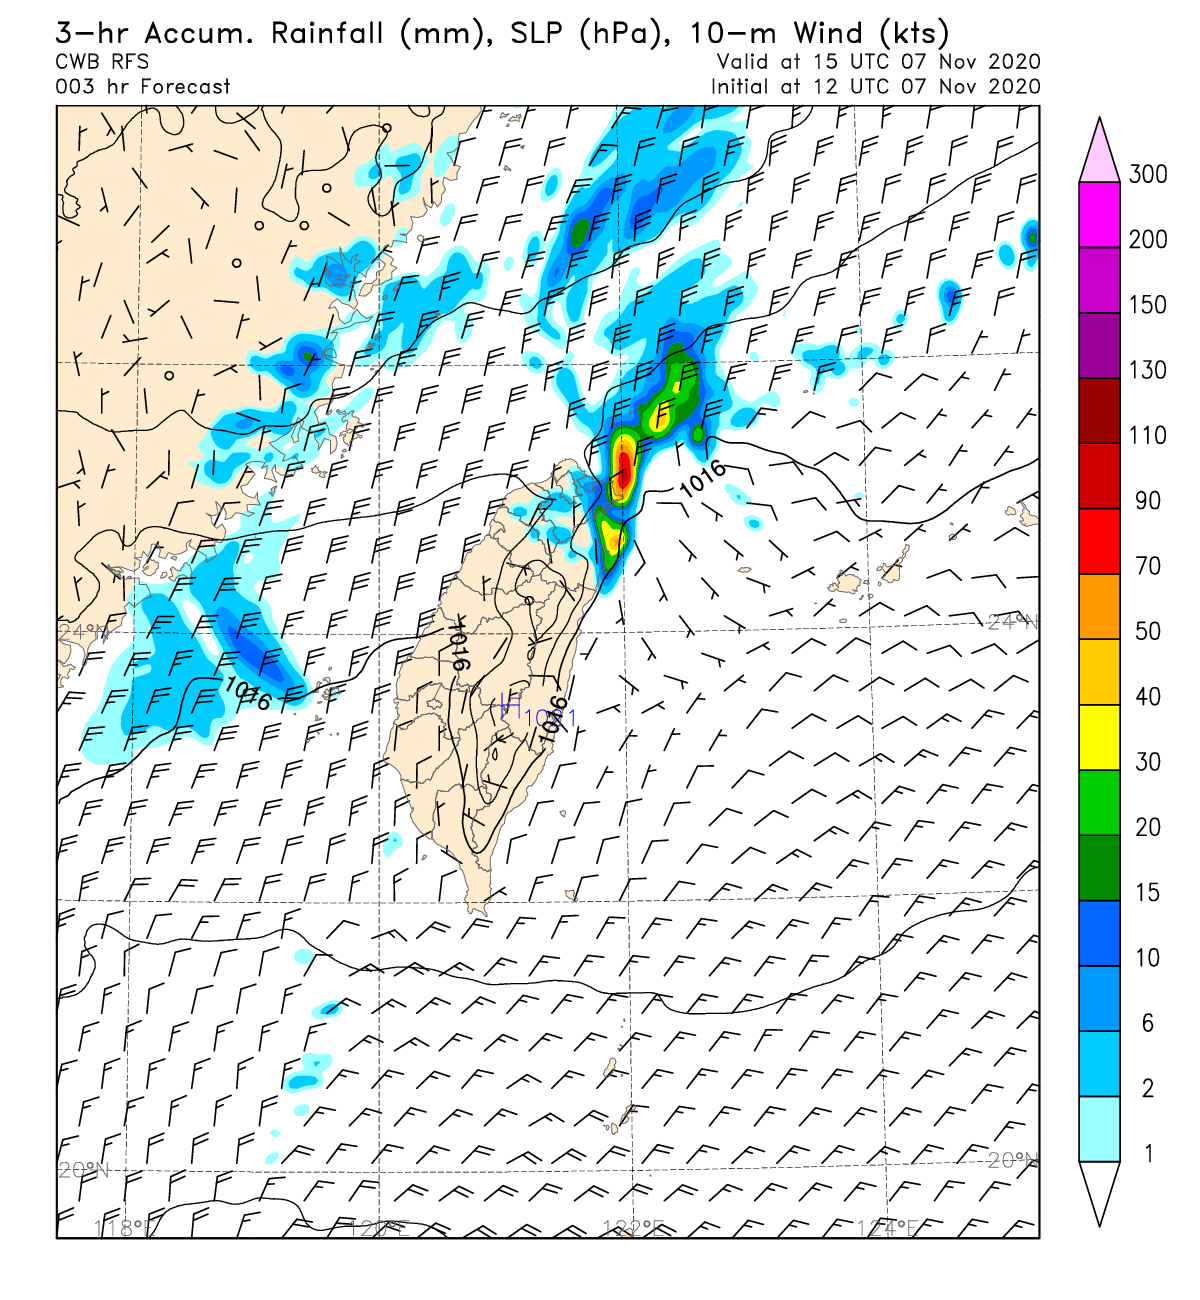 3-hr Accum. Rainfall (mm), SLP (hPa), 10-m Wind (kts)
CWB RFS
Valid at 15 UTC 07 Nov 2020
003 hr Forecast
Initial at 12 UTC 07 Nov 2020
300
200
150
130
110
90
70
50
40
30
20
15
10
6
2
1
1016
24°N
24°N
1016
1016
H
1016
20°N
20°N
118°E
120°E
122°E
124°E